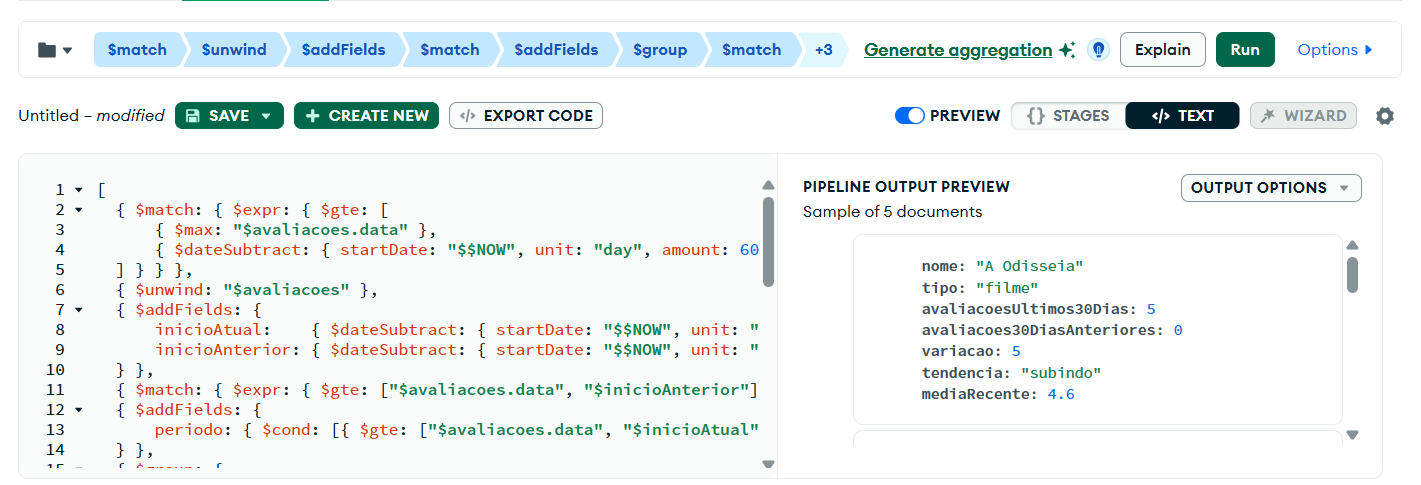 $match $unwind $addFields $match $addFields $group $match +3 Generate aggregation Explain Run Options
Untitled – modified SAVE + CREATE NEW </> EXPORT CODE PREVIEW {} STAGES </> TEXT WIZARD
1 [
2 { $match: { $expr: { $gte: [
3 { $max: "$avaliacoes.data" },
4 { $dateSubtract: { startDate: "$$NOW", unit: "day", amount: 60
5 ] } } },
6 { $unwind: "$avaliacoes" },
7 { $addFields: {
8 inicioAtual: { $dateSubtract: { startDate: "$$NOW", unit: "
9 inicioAnterior: { $dateSubtract: { startDate: "$$NOW", unit: "
10 } },
11 { $match: { $expr: { $gte: ["$avaliacoes.data", "$inicioAnterior"]
12 { $addFields: {
13 periodo: { $cond: [{ $gte: ["$avaliacoes.data", "$inicioAtual"
14 } },
15 { $group: {
PIPELINE OUTPUT PREVIEW OUTPUT OPTIONS
Sample of 5 documents
nome: "A Odisseia"
tipo: "filme"
avaliacoesUltimos30Dias: 5
avaliacoes30DiasAnteriores: 0
variacao: 5
tendencia: "subindo"
mediaRecente: 4.6